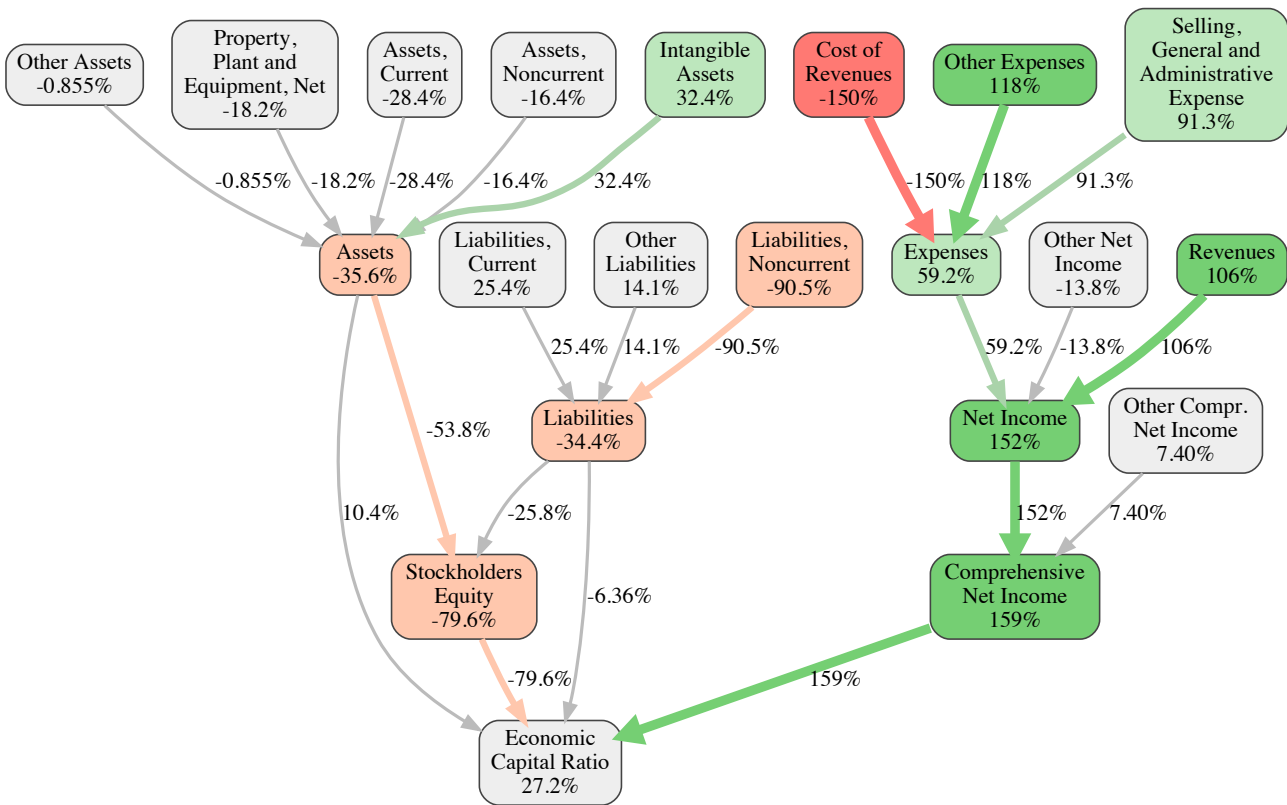 Other Assets
-0.855%
Property,
Plant and
Equipment, Net
-18.2%
Assets,
Current
-28.4%
Assets,
Noncurrent
-16.4%
Intangible
Assets
32.4%
Cost of
Revenues
-150%
Other Expenses
118%
Selling,
General and
Administrative
Expense
91.3%
-0.855%
-18.2%
-28.4%
-16.4%
32.4%
-150%
118%
91.3%
Assets
-35.6%
Liabilities,
Current
25.4%
Other
Liabilities
14.1%
Liabilities,
Noncurrent
-90.5%
Expenses
59.2%
Other Net
Income
-13.8%
Revenues
106%
25.4%
14.1%
-90.5%
59.2%
-13.8%
106%
-53.8%
Liabilities
-34.4%
Net Income
152%
Other Compr.
Net Income
7.40%
10.4%
-25.8%
-6.36%
152%
7.40%
Stockholders
Equity
-79.6%
Comprehensive
Net Income
159%
-79.6%
159%
Economic
Capital Ratio
27.2%